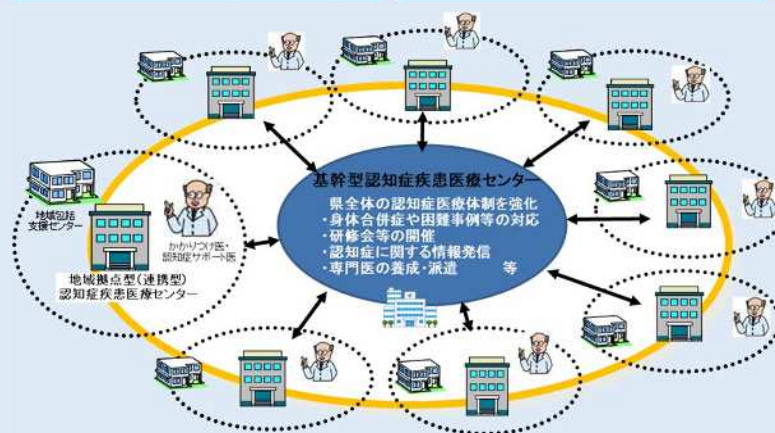 基幹型認知症疾患医療センター
県全体の認知症医療体制を強化
・身体合併症や困難事例等の対応
・研修会等の開催
・認知症に関する情報発信
・専門医の養成・派遣　等
地域包括
支援センター
かかりつけ医・
認知症サポート医
地域拠点型(連携型)
認知症疾患医療センター